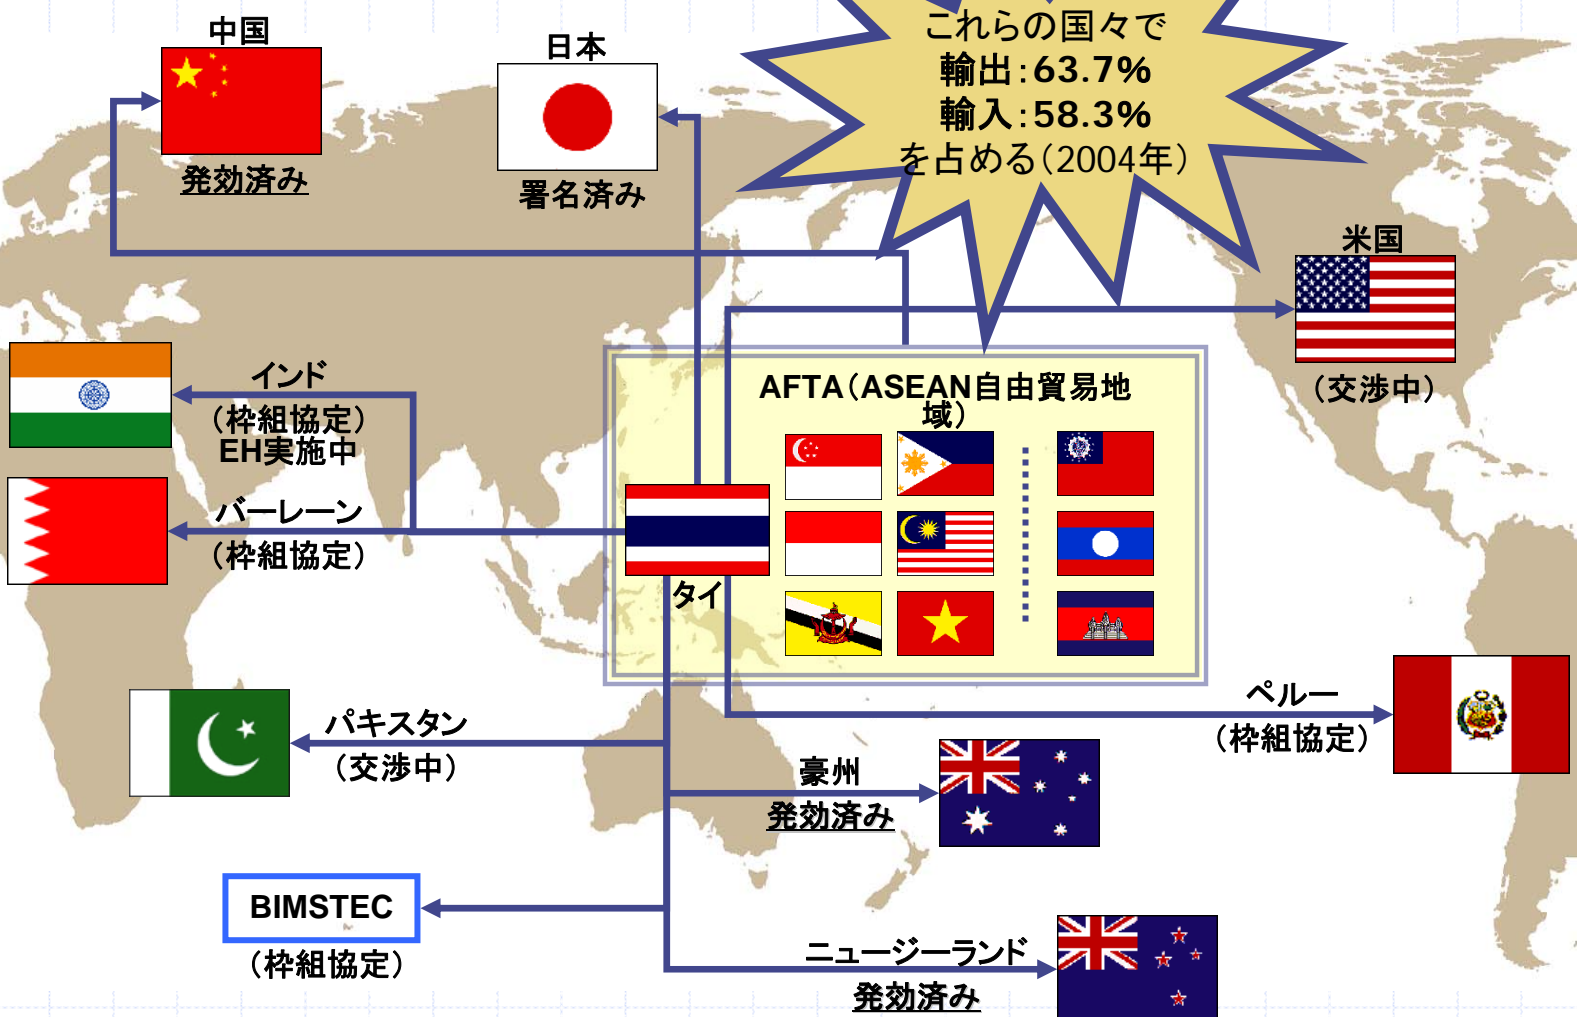 中国
発効済み
日本
署名済み
これらの国々で
輸出:63.7%
輸入:58.3%
を占める(2004年)
米国
(交渉中)
インド
(枠組協定)
EH実施中
バーレーン
(枠組協定)
AFTA(ASEAN自由貿易地
域)
タイ
パキスタン
(交渉中)
豪州
発効済み
ペルー
(枠組協定)
BIMSTEC
(枠組協定)
ニュージーランド
発効済み